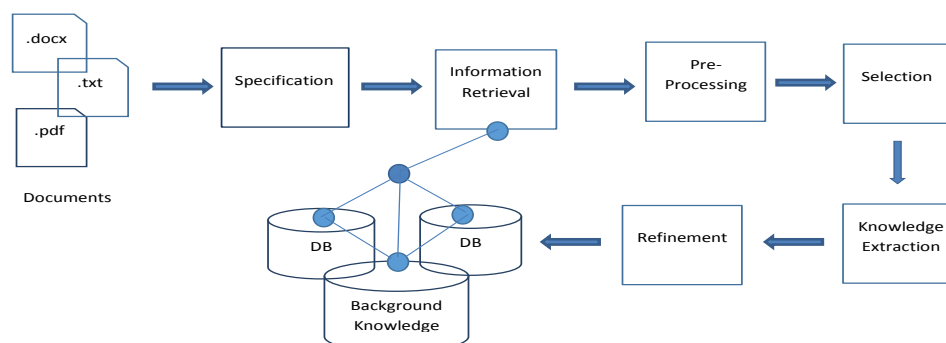 .docx
.txt
.pdf
Documents
Specification
Information
Retrieval
Pre-
Processing
Selection
Knowledge
Extraction
Refinement
DB
DB
Background
Knowledge